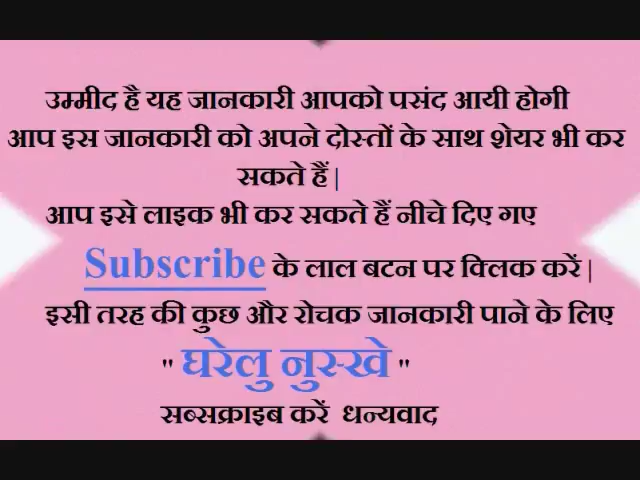 उम्मीद है यह जानकारी आपको पसंद आयी होगी
आप इस जानकारी को अपने दोस्तों के साथ शेयर भी कर
सकते हैं |
आप इसे लाइक भी कर सकते हैं नीचे दिए गए
Subscribe के लाल बटन पर क्लिक करें |
इसी तरह की कुछ और रोचक जानकारी पाने के लिए
" घरेलु नुस्खे "
सब्सक्राइब करें धन्यवाद